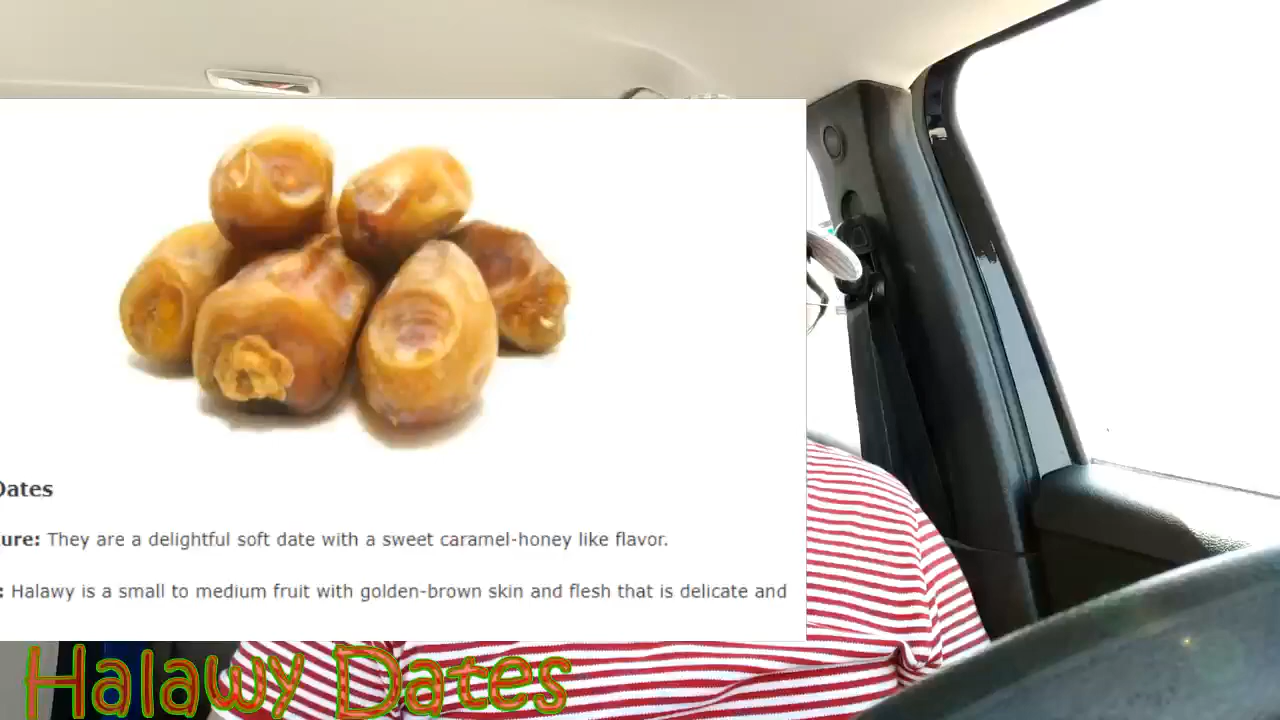 Dates
ure: They are a delightful soft date with a sweet caramel-honey like flavor.
: Halawy is a small to medium fruit with golden-brown skin and flesh that is delicate and
Halawy Dates